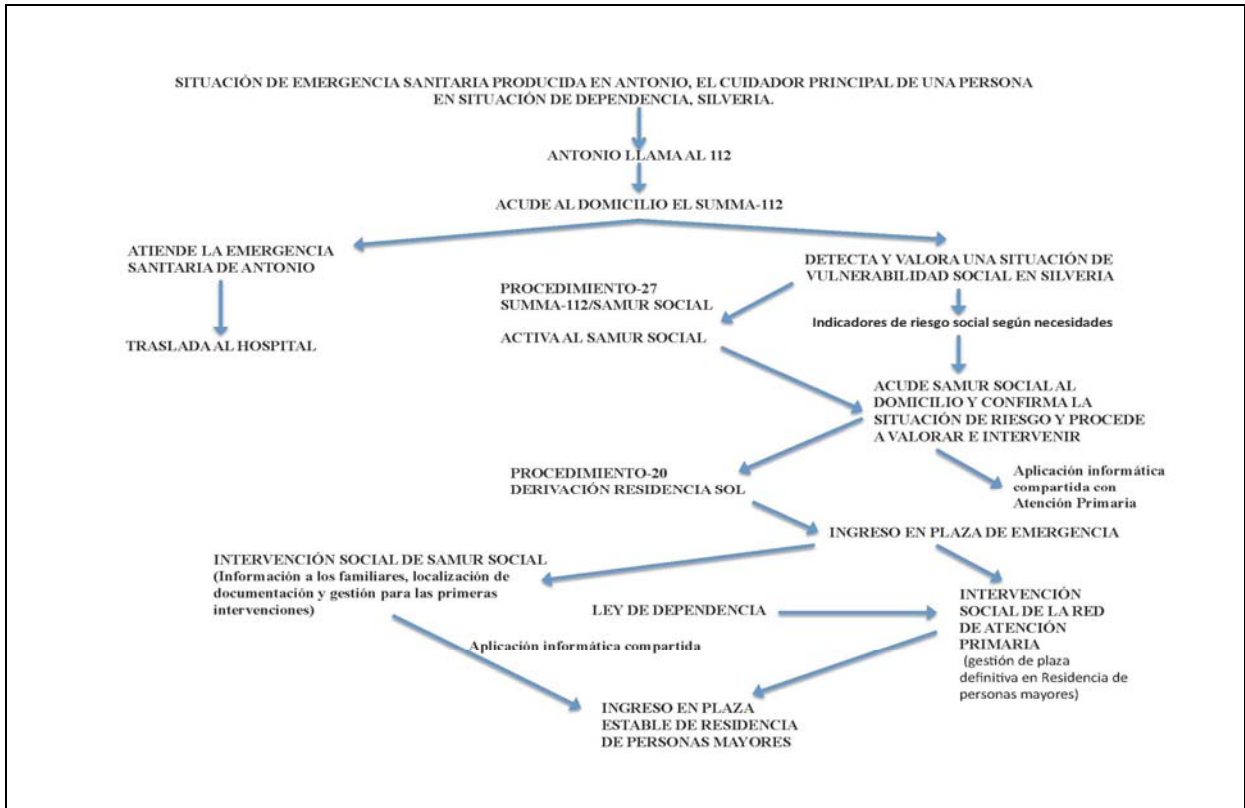 SITUACIÓN DE EMERGENCIA SANITARIA PRODUCIDA EN ANTONIO, EL CUIDADOR PRINCIPAL DE UNA PERSONA
EN SITUACIÓN DE DEPENDENCIA, SILVERIA.
ANTONIO LLAMA AL 112
ACUDE AL DOMICILIO EL SUMMA-112
ATIENDE LA EMERGENCIA
SANITARIA DE ANTONIO
TRASLADA AL HOSPITAL
DETECTA Y VALORA UNA SITUACIÓN DE
VULNERABILIDAD SOCIAL EN SILVERIA
PROCEDIMIENTO-27
SUMMA-112/SAMUR SOCIAL
ACTIVA AL SAMUR SOCIAL
Indicadores de riesgo social según necesidades
ACUDE SAMUR SOCIAL AL
DOMICILIO Y CONFIRMA LA
SITUACIÓN DE RIESGO Y PROCEDE
A VALORAR E INTERVENIR
Aplicación informática
compartida con
Atención Primaria
PROCEDIMIENTO-20
DERIVACIÓN RESIDENCIA SOL
INGRESO EN PLAZA DE EMERGENCIA
INTERVENCIÓN SOCIAL DE SAMUR SOCIAL
(Información a los familiares, localización de
documentación y gestión para las primeras
intervenciones)
LEY DE DEPENDENCIA
INTERVENCIÓN
SOCIAL DE LA RED
DE ATENCIÓN
PRIMARIA
(gestión de plaza
definitiva en Residencia de
personas mayores)
Aplicación informática compartida
INGRESO EN PLAZA
ESTABLE DE RESIDENCIA
DE PERSONAS MAYORES